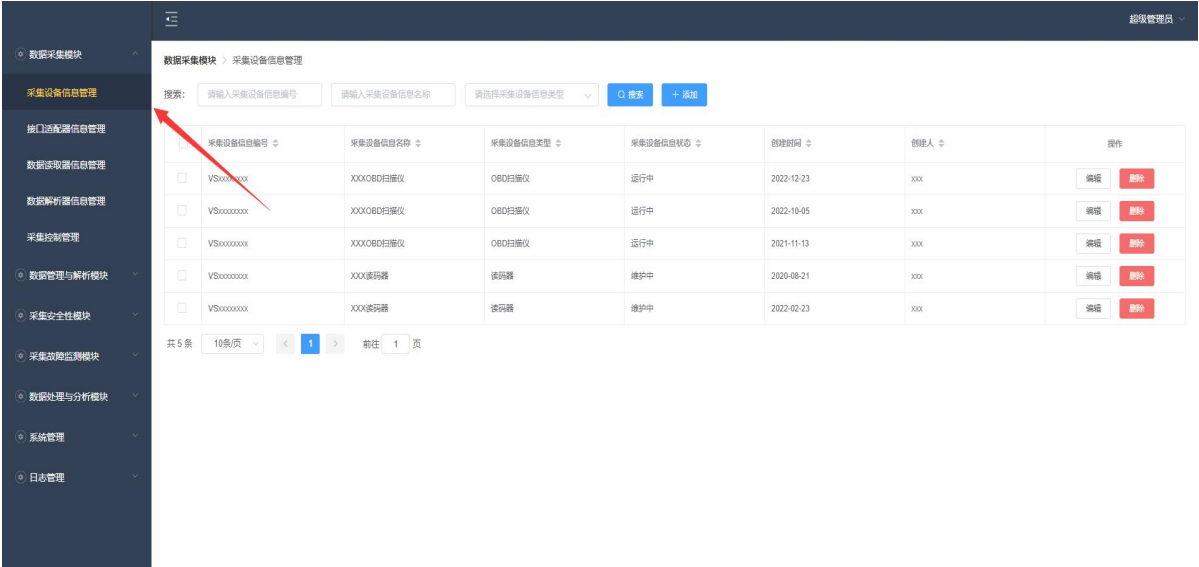 超级管理员
数据采集模块
采集设备信息管理
接口适配器信息管理
数据读取器信息管理
数据解析器信息管理
采集控制管理
数据管理与解析模块
采集安全性模块
采集故障监测模块
数据处理与分析模块
系统管理
日志管理
数据采集模块 > 采集设备信息管理
搜索: 请输入采集设备信息编号 请输入采集设备信息名称 请选择采集设备信息类型 搜索 + 添加
采集设备信息编号 采集设备信息名称 采集设备信息类型 采集设备信息状态 创建时间 创建人 操作
VSxxxxxxxx XXXOBD扫描仪 OBD扫描仪 运行中 2022-12-23 xxx 编辑 删除
VSxxxxxxxx XXXOBD扫描仪 OBD扫描仪 运行中 2022-10-05 xxx 编辑 删除
VSxxxxxxxx XXXOBD扫描仪 OBD扫描仪 运行中 2021-11-13 xxx 编辑 删除
VSxxxxxxxx XXX读码器 读码器 维护中 2020-08-21 xxx 编辑 删除
VSxxxxxxxx XXX读码器 读码器 维护中 2022-02-23 xxx 编辑 删除
共 5 条 10条/页 < 1 > 前往 1 页